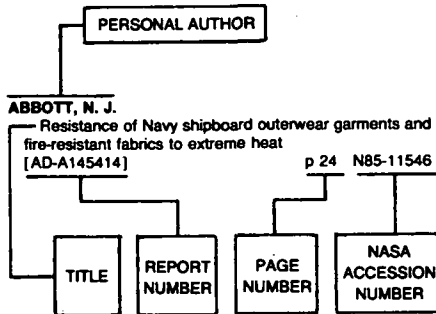 PERSONAL AUTHOR
ABBOTT, N. J.
Resistance of Navy shipboard outerwear garments and
fire-resistant fabrics to extreme heat
[AD-A145414] p 24 N85-11546
TITLE
REPORT
NUMBER
PAGE
NUMBER
NASA
ACCESSION
NUMBER